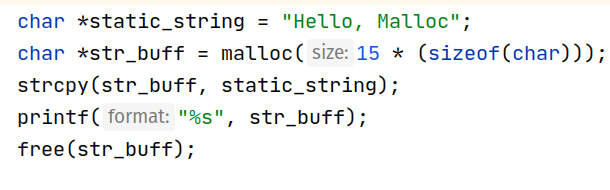 char *static_string = "Hello, Malloc";
char *str_buff = malloc( size: 15 * (sizeof(char)));
strcpy(str_buff, static_string);
printf( format: "%s", str_buff);
free(str_buff);